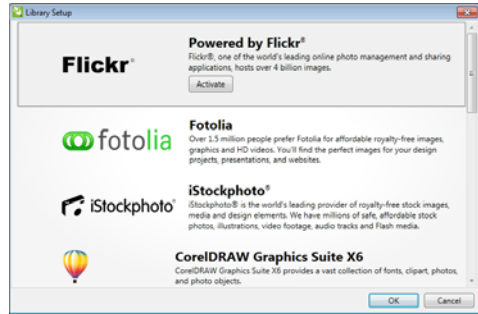 Library Setup
Flickr®
Powered by Flickr®
Flickr®, one of the world's leading online photo management and sharing
applications, hosts over 4 billion images.
Activate
fotolia
Fotolia
Over 1.5 million people prefer Fotolia for affordable royalty-free images,
graphics and HD videos. You'll find the perfect images for your design
projects, presentations, and websites.
iStockphoto®
iStockphoto®
iStockphoto® is the world's leading provider of royalty-free stock images,
media and design elements. We have millions of safe, affordable stock
photos, illustrations, video footage, audio tracks and Flash media.
CorelDRAW Graphics Suite X6
CorelDRAW Graphics Suite X6 provides a vast collection of fonts, clipart, photos,
and photo objects.
OK Cancel